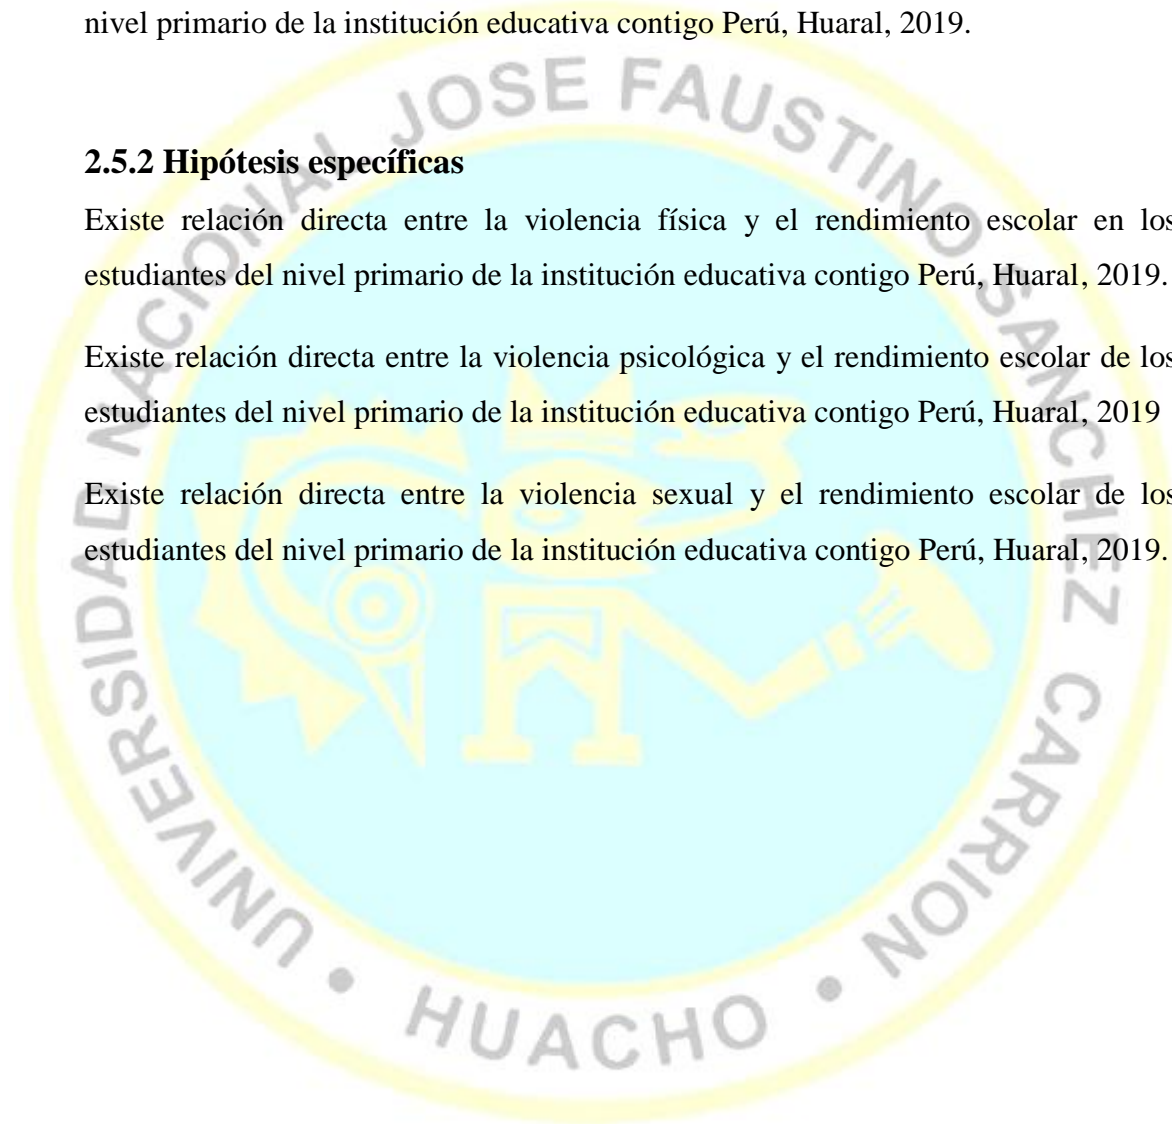 nivel primario de la institución educativa contigo Perú, Huaral, 2019.
2.5.2 Hipótesis específicas
Existe relación directa entre la violencia física y el rendimiento escolar en los
estudiantes del nivel primario de la institución educativa contigo Perú, Huaral, 2019.
Existe relación directa entre la violencia psicológica y el rendimiento escolar de los
estudiantes del nivel primario de la institución educativa contigo Perú, Huaral, 2019
Existe relación directa entre la violencia sexual y el rendimiento escolar de los
estudiantes del nivel primario de la institución educativa contigo Perú, Huaral, 2019.
UNIVERSIDAD NACIONAL JOSE FAUSTINO SANCHEZ CARRION
• HUACHO •